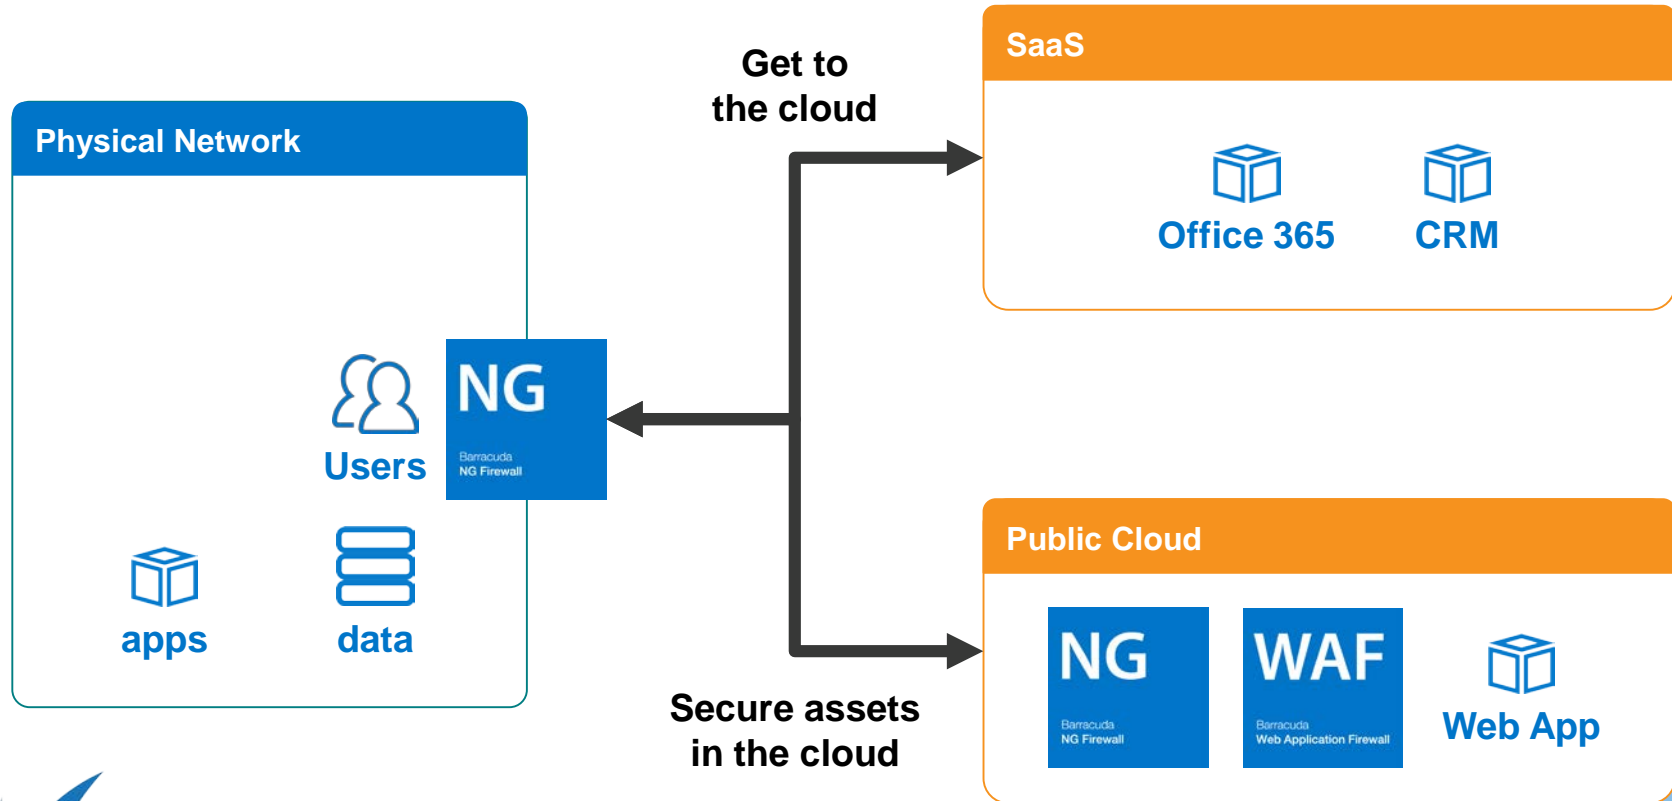 Physical Network
Users
NG
Barracuda
NG Firewall
apps
data
Get to
the cloud
SaaS
Office 365
CRM
Secure assets
in the cloud
Public Cloud
NG
Barracuda
NG Firewall
WAF
Barracuda
Web Application Firewall
Web App